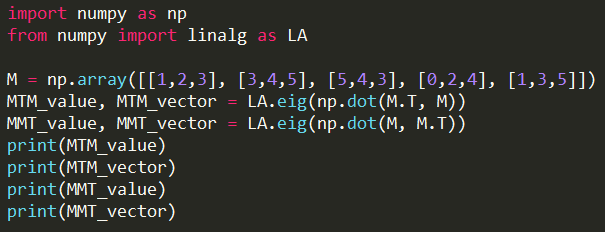 import numpy as np
from numpy import linalg as LA
M = np.array([[1,2,3], [3,4,5], [5,4,3], [0,2,4], [1,3,5]])
MTM_value, MTM_vector = LA.eig(np.dot(M.T, M))
MMT_value, MMT_vector = LA.eig(np.dot(M, M.T))
print(MTM_value)
print(MTM_vector)
print(MMT_value)
print(MMT_vector)